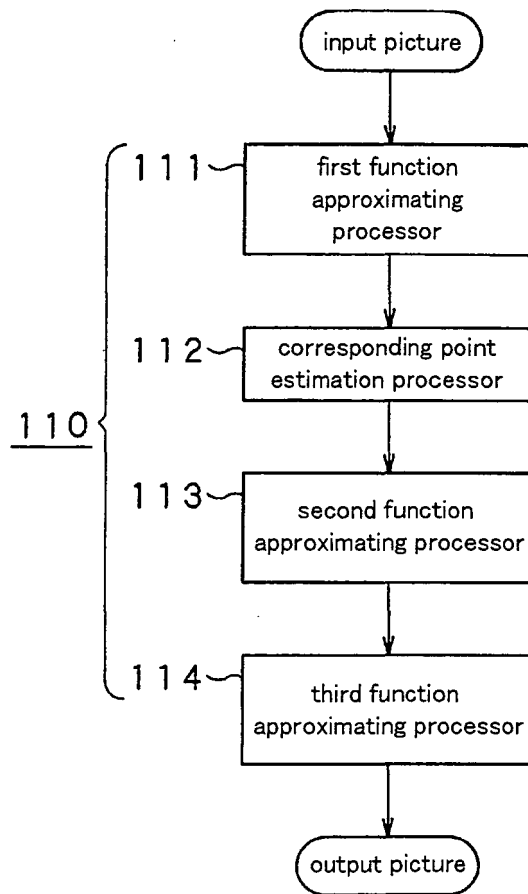 input picture
111
first function
approximating
processor
112
corresponding point
estimation processor
110
113
second function
approximating processor
114
third function
approximating processor
output picture